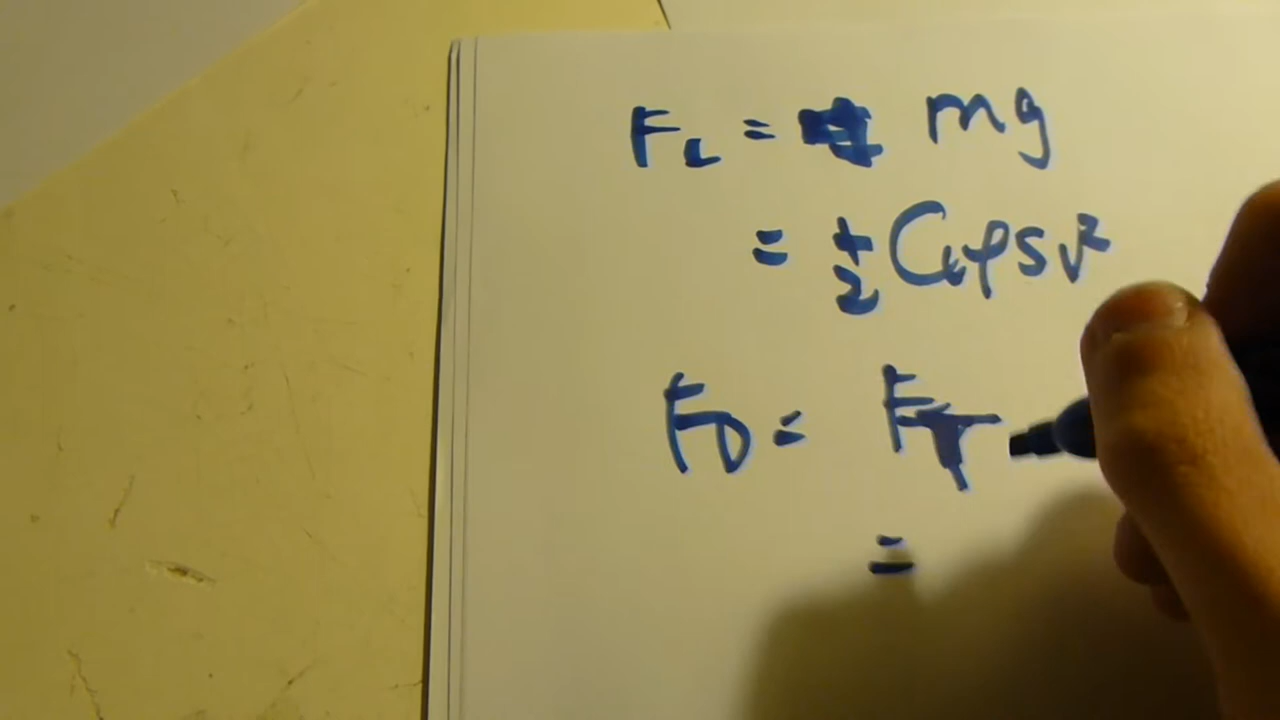 F_L = mg
= 1/2 C_L ρ S V²
F_D = F_T
=